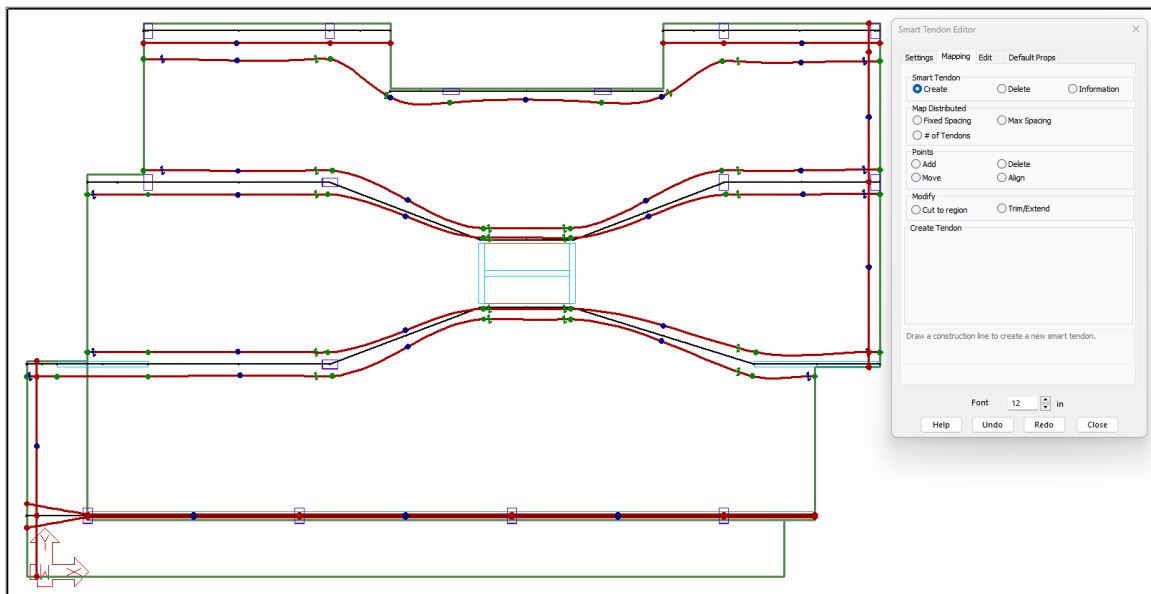 Smart Tendon Editor
Settings Mapping Edit Default Props
Smart Tendon
Create Delete Information
Map Distributed
Fixed Spacing Max Spacing
# of Tendons
Points
Add Delete
Move Align
Modify
Cut to region Trim/Extend
Create Tendon
Draw a construction line to create a new smart tendon.
Font 12 in
Help Undo Redo Close
Y
W X